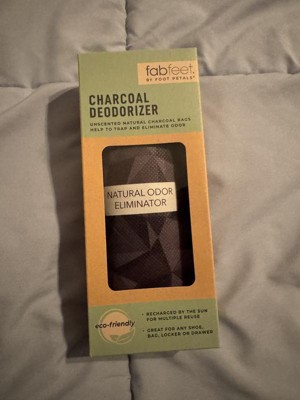 fabfeet.
BY FOOT PETALS®
CHARCOAL
DEODORIZER
UNSCENTED NATURAL CHARCOAL BAGS
HELP TO TRAP AND ELIMINATE ODOR
NATURAL ODOR
ELIMINATOR
eco-friendly
• RECHARGED BY THE SUN
FOR MULTIPLE REUSE
• GREAT FOR ANY SHOE,
BAG, LOCKER OR DRAWER